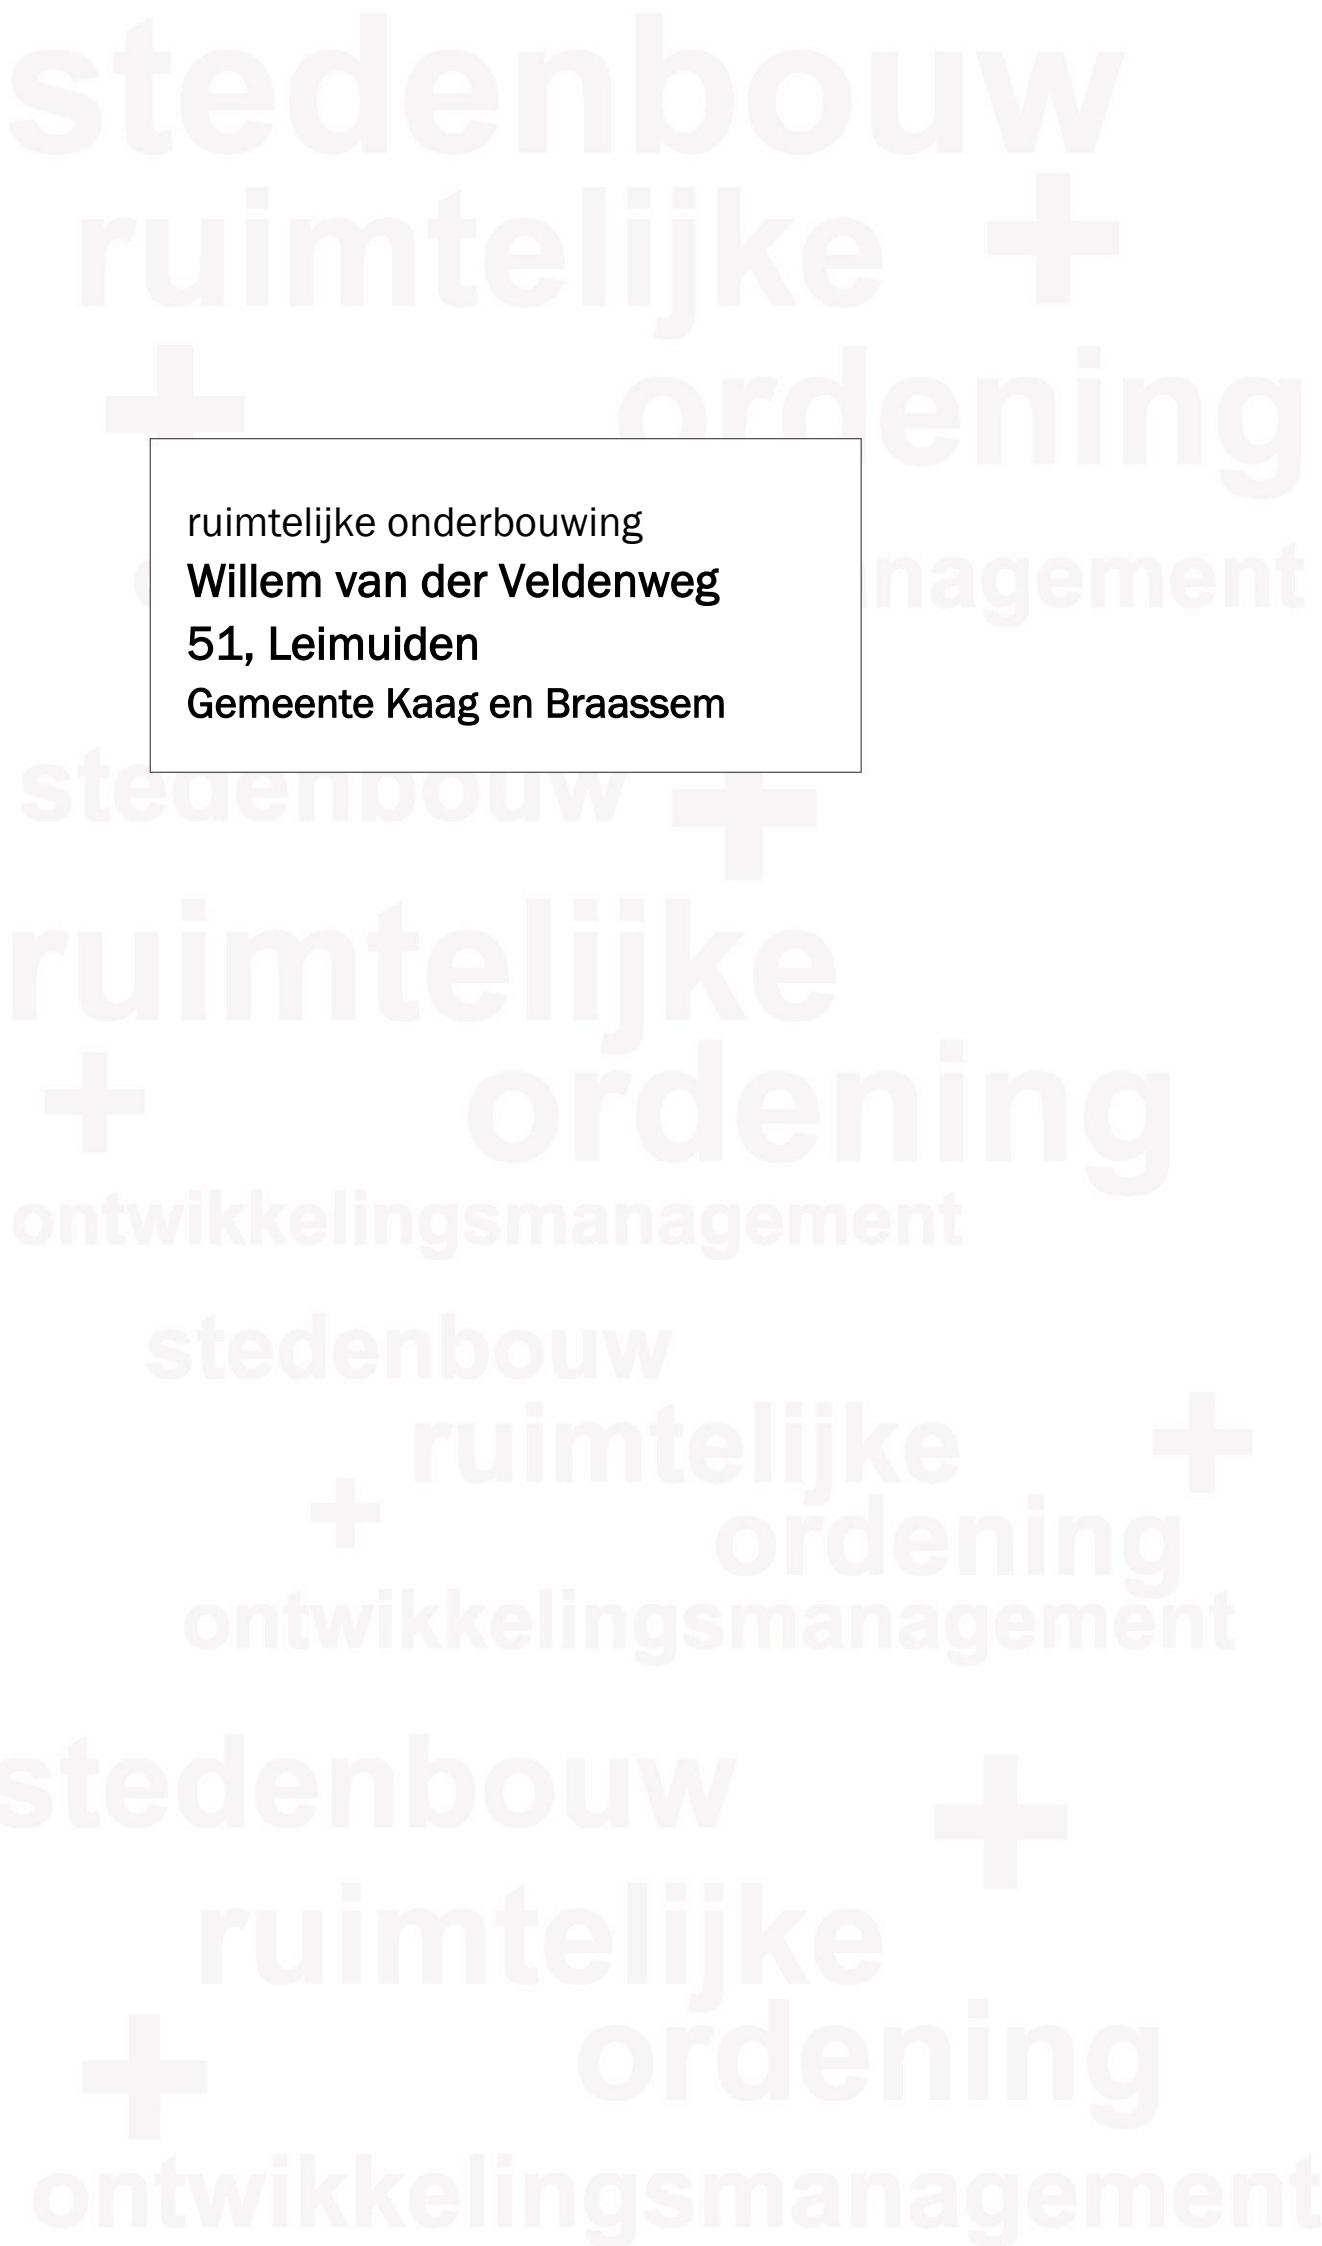 stedenbouw
ruimtelijke +
+ ordening
nagement
ruimtelijke onderbouwing
Willem van der Veldenweg
51, Leimuiden
Gemeente Kaag en Braassem
stedenbouw +
ruimtelijke
+ ordening
ontwikkelingsmanagement
stedenbouw
ruimtelijke +
+ ordening
ontwikkelingsmanagement
stedenbouw +
ruimtelijke
+ ordening
ontwikkelingsmanagement